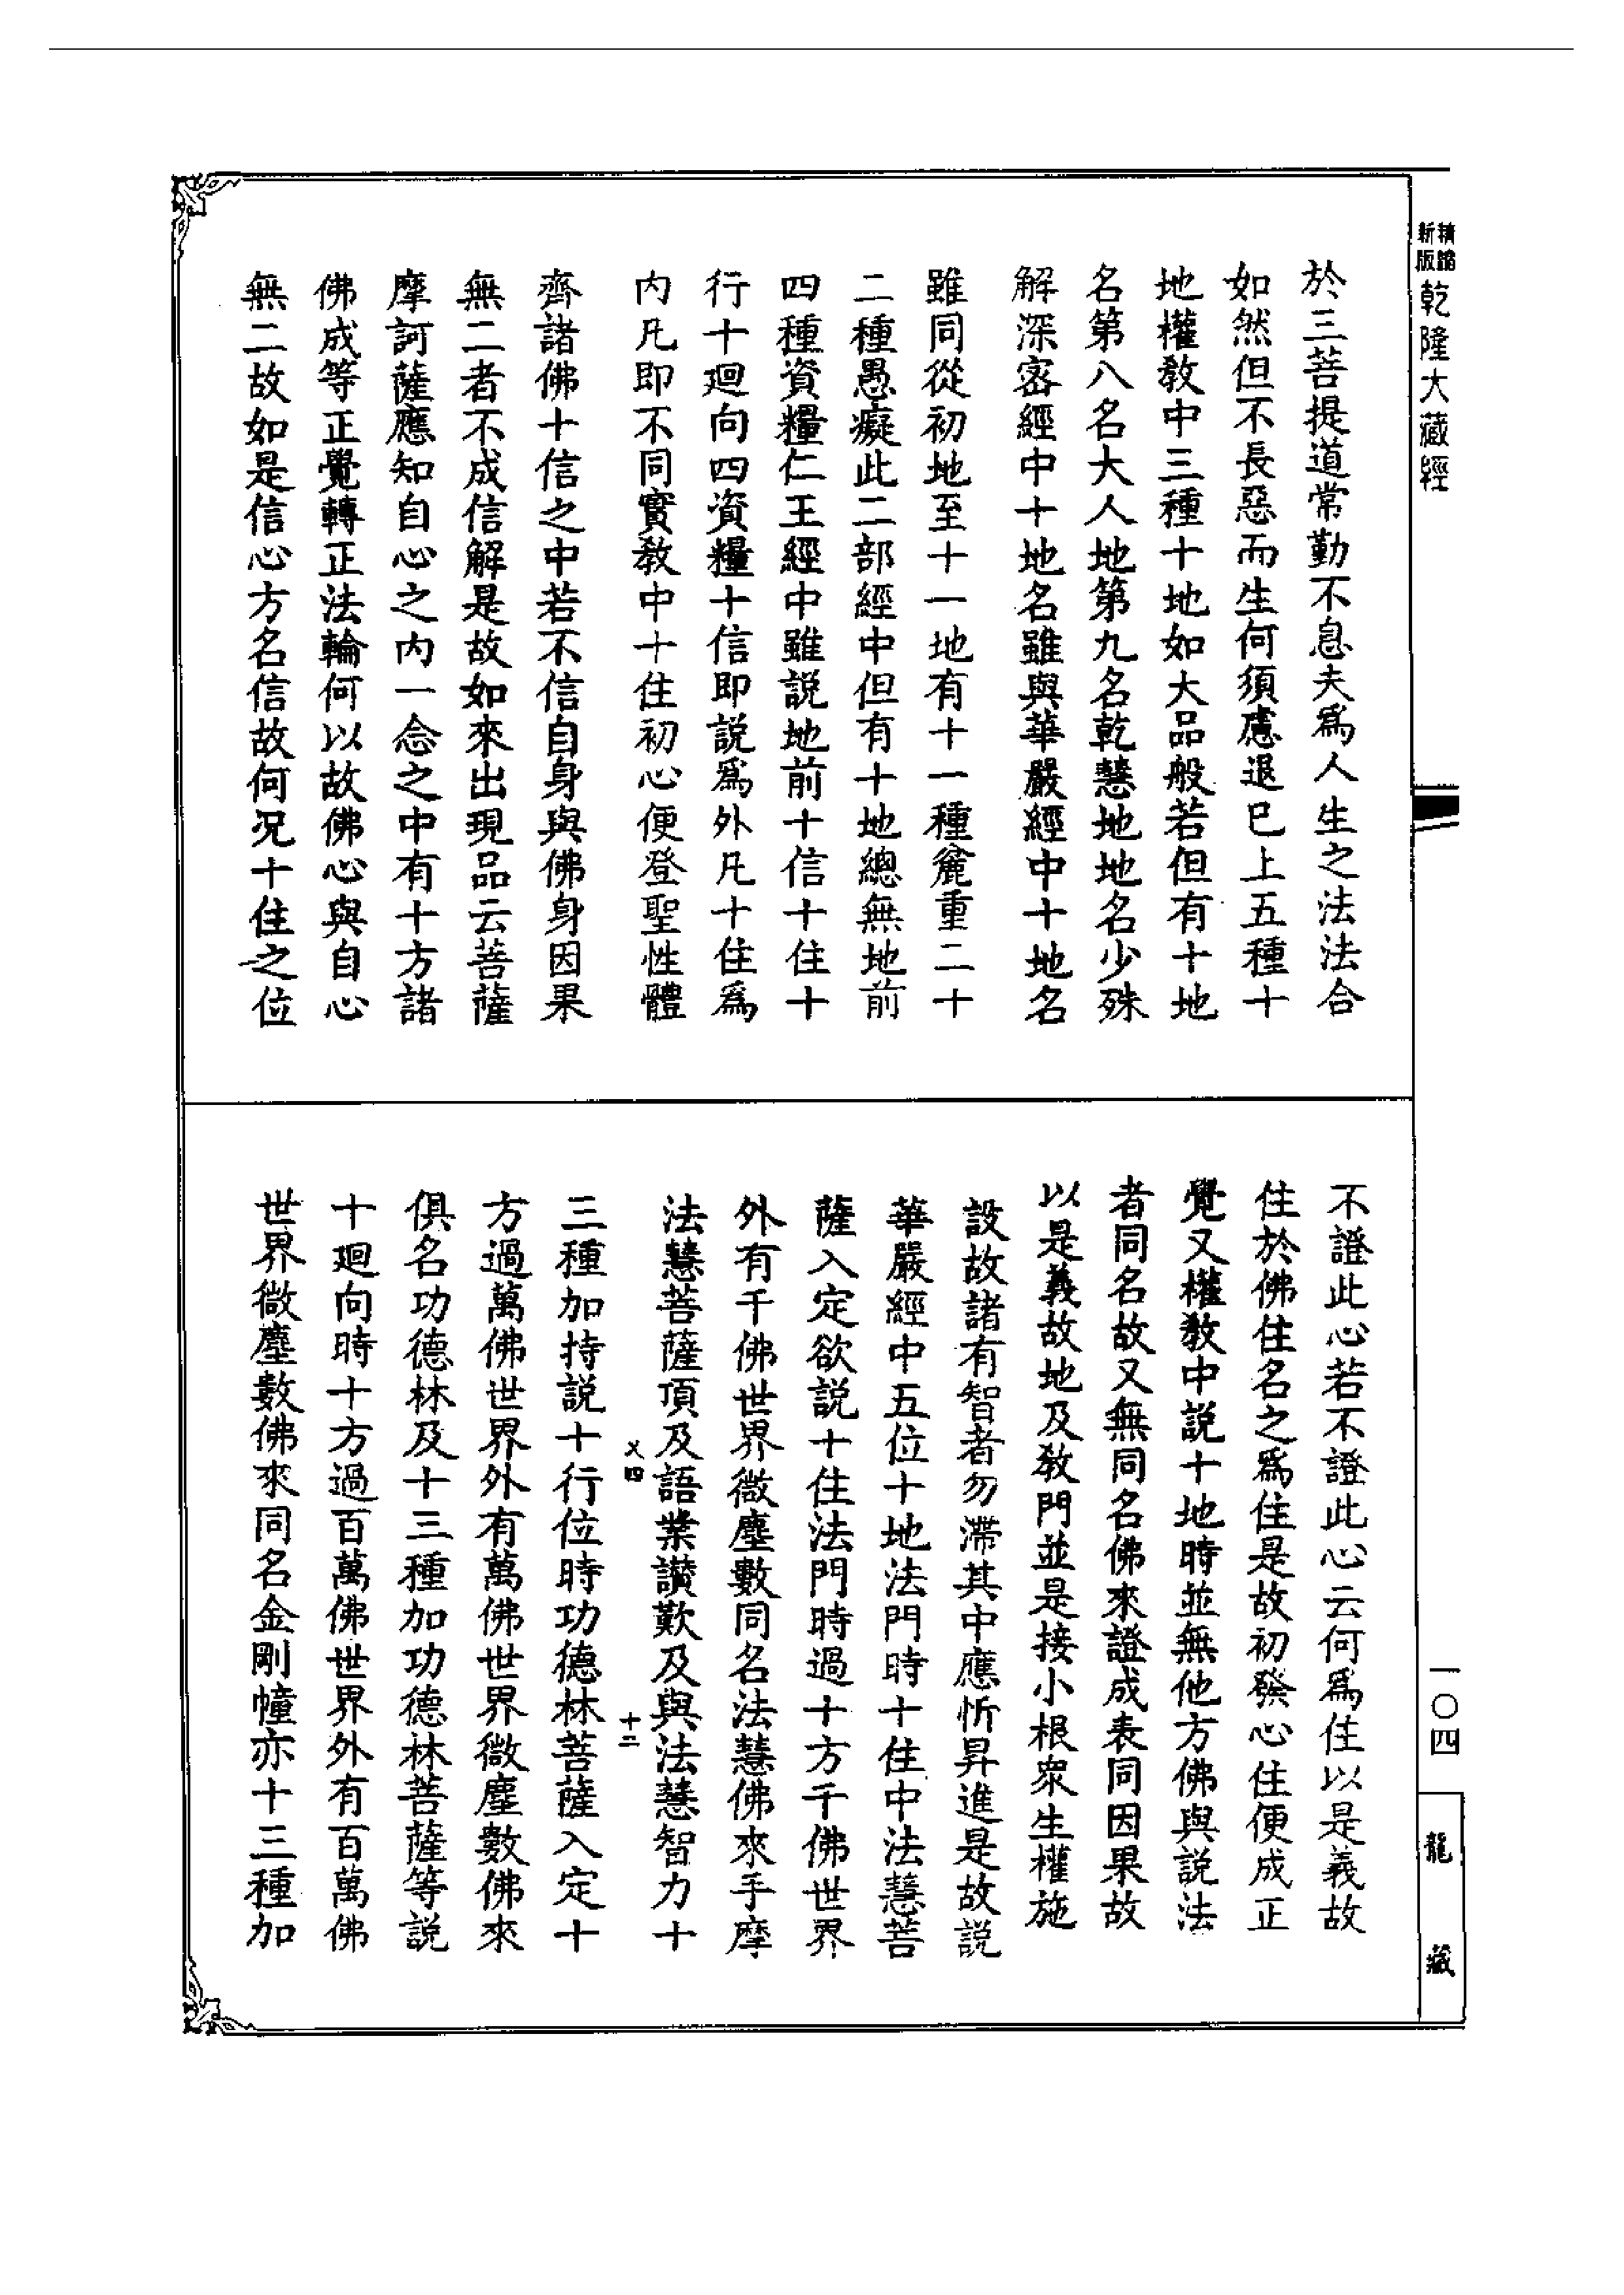 精縮新版乾隆大藏經
於三菩提道常勤不息夫爲人生之法法合
如然但不長惡而生何須慮退已上五種十
地權教中三種十地如大品般若但有十地
名第八名大人地第九名乾慧地地名少殊
解深密經中十地名雖與華嚴經中十地名
雖同從初地至十一地有十一種麄重二十
二種愚癡此二部經中但有十地總無地前
四種資糧仁王經中雖説地前十信十住十
行十廻向四資糧十信即説爲外凡十住爲
内凡即不同實教中十住初心便登聖性體
齊諸佛十信之中若不信自身與佛身因果
無二者不成信解是故如來出現品云菩薩
摩訶薩應知自心之内一念之中有十方諸
佛成等正覺轉正法輪何以故佛心與自心
無二故如是信心方名信故何況十住之位
不證此心若不證此心云何爲住以是義故
住於佛住名之爲住是故初發心住便成正
覺又權教中説十地時並無他方佛與説法
者同名故又無同名佛來證成表同因果故
以是義故地及教門並是接小根衆生權施
設故諸有智者勿滯其中應忻昇進是故説
華嚴經中五位十地法門時十住中法慧菩
薩入定欲説十住法門時過十方千佛世界
外有千佛世界微塵數同名法慧佛來手摩
法慧菩薩頂及語業讃歎及與法慧智力十
乂四 十二
三種加持説十行位時功德林菩薩入定十
方過萬佛世界外有萬佛世界微塵數佛來
俱名功德林及十三種加功德林菩薩等説
十廻向時十方過百萬佛世界外有百萬佛
世界微塵數佛來同名金剛幢亦十三種加
一〇四
龍藏